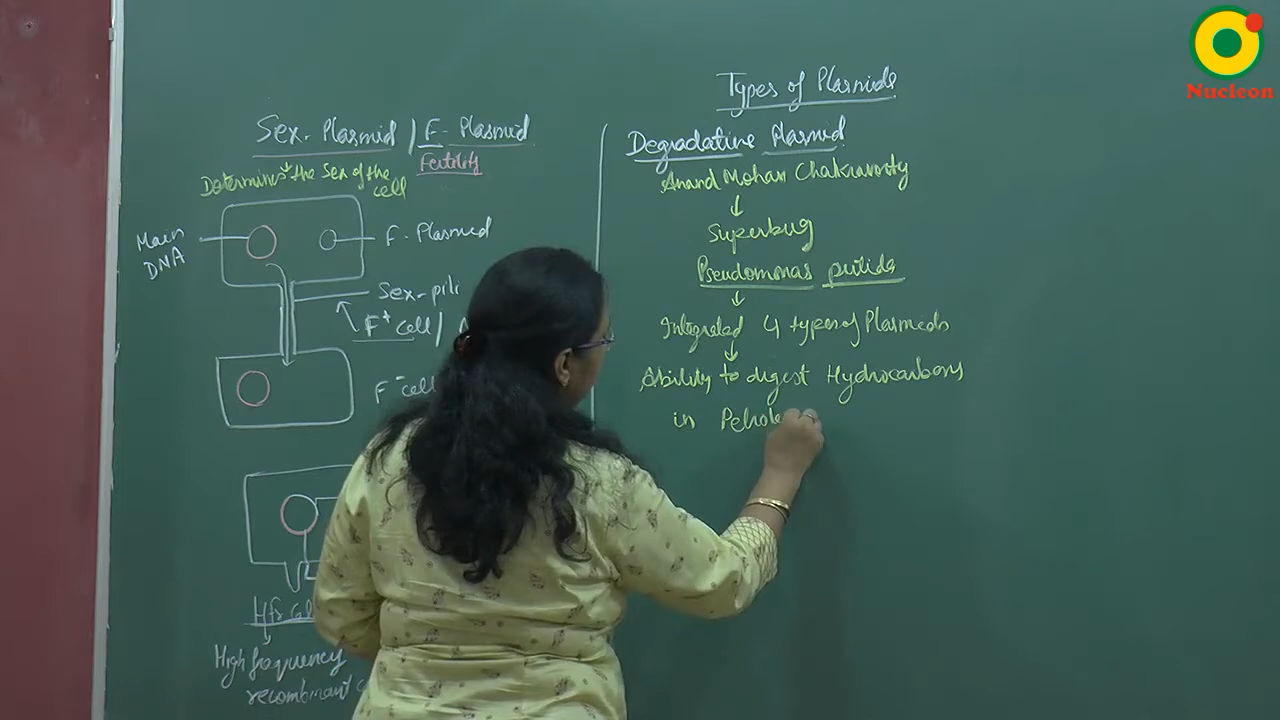 Nucleon
Types of Plasmids
Sex-Plasmid / F-Plasmid
Fertility
Determines the Sex of the cell
Main DNA
F-Plasmid
Sex-pili
F+ cell /
F- cell
Hfr
High frequency
recombinant
Degradative Plasmid
Anand Mohan Chakravorty
↓
Superbug
Pseudommas putida
↓
Integrated 4 types of Plasmids
↓
Ability to digest Hydrocarbons
in Petrole